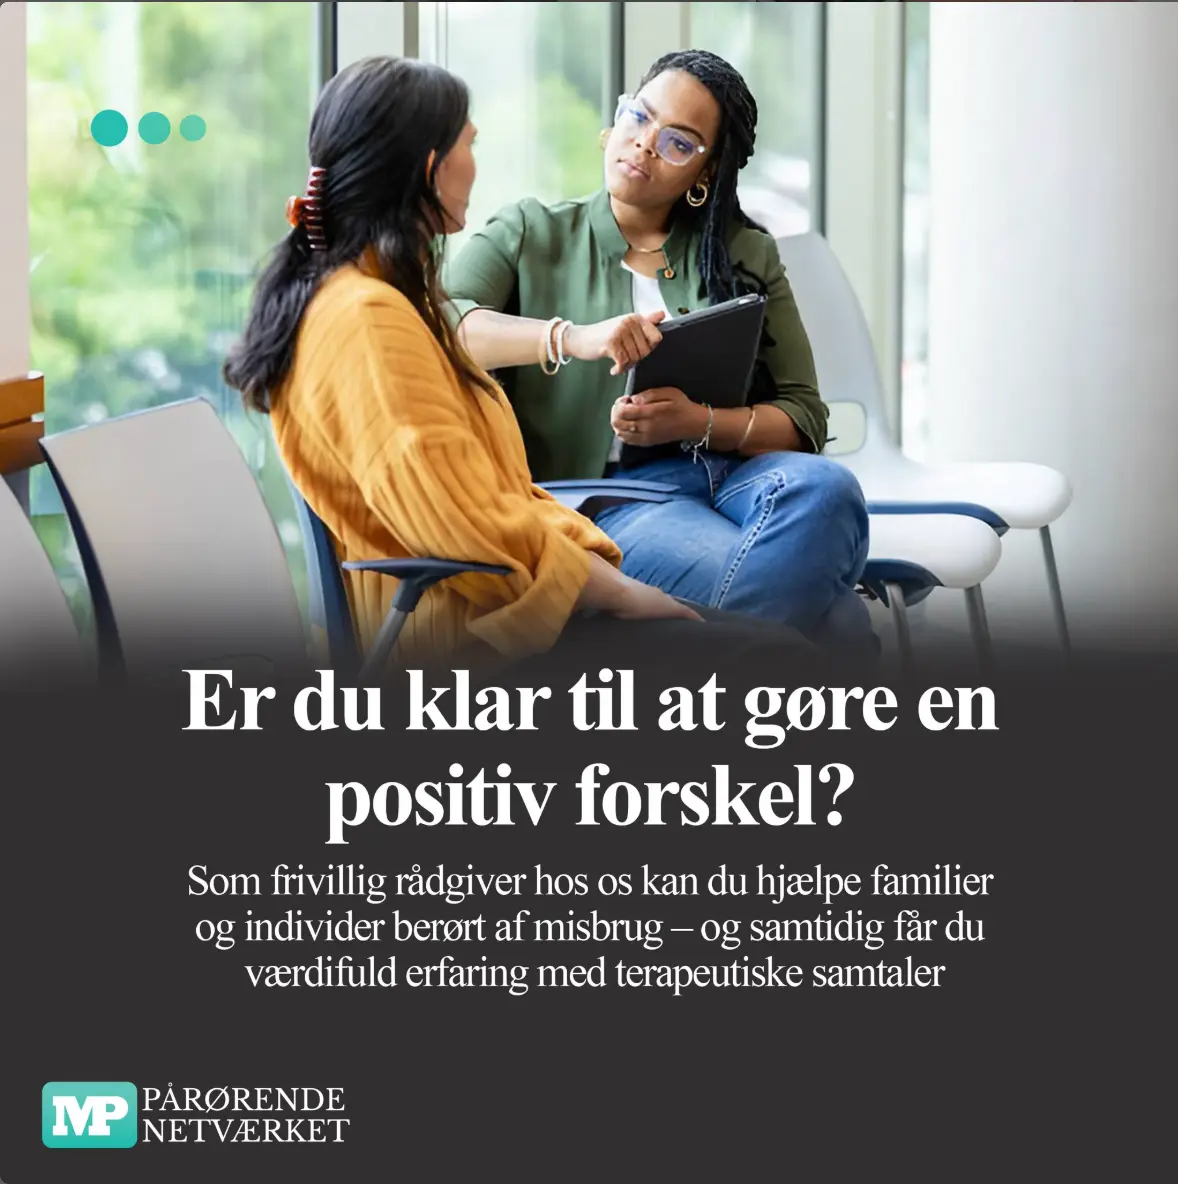 Er du klar til at gøre en
positiv forskel?
Som frivillig rådgiver hos os kan du hjælpe familier
og individer berørt af misbrug – og samtidig får du
værdifuld erfaring med terapeutiske samtaler
MP
PÅRØRENDE
NETVÆRKET